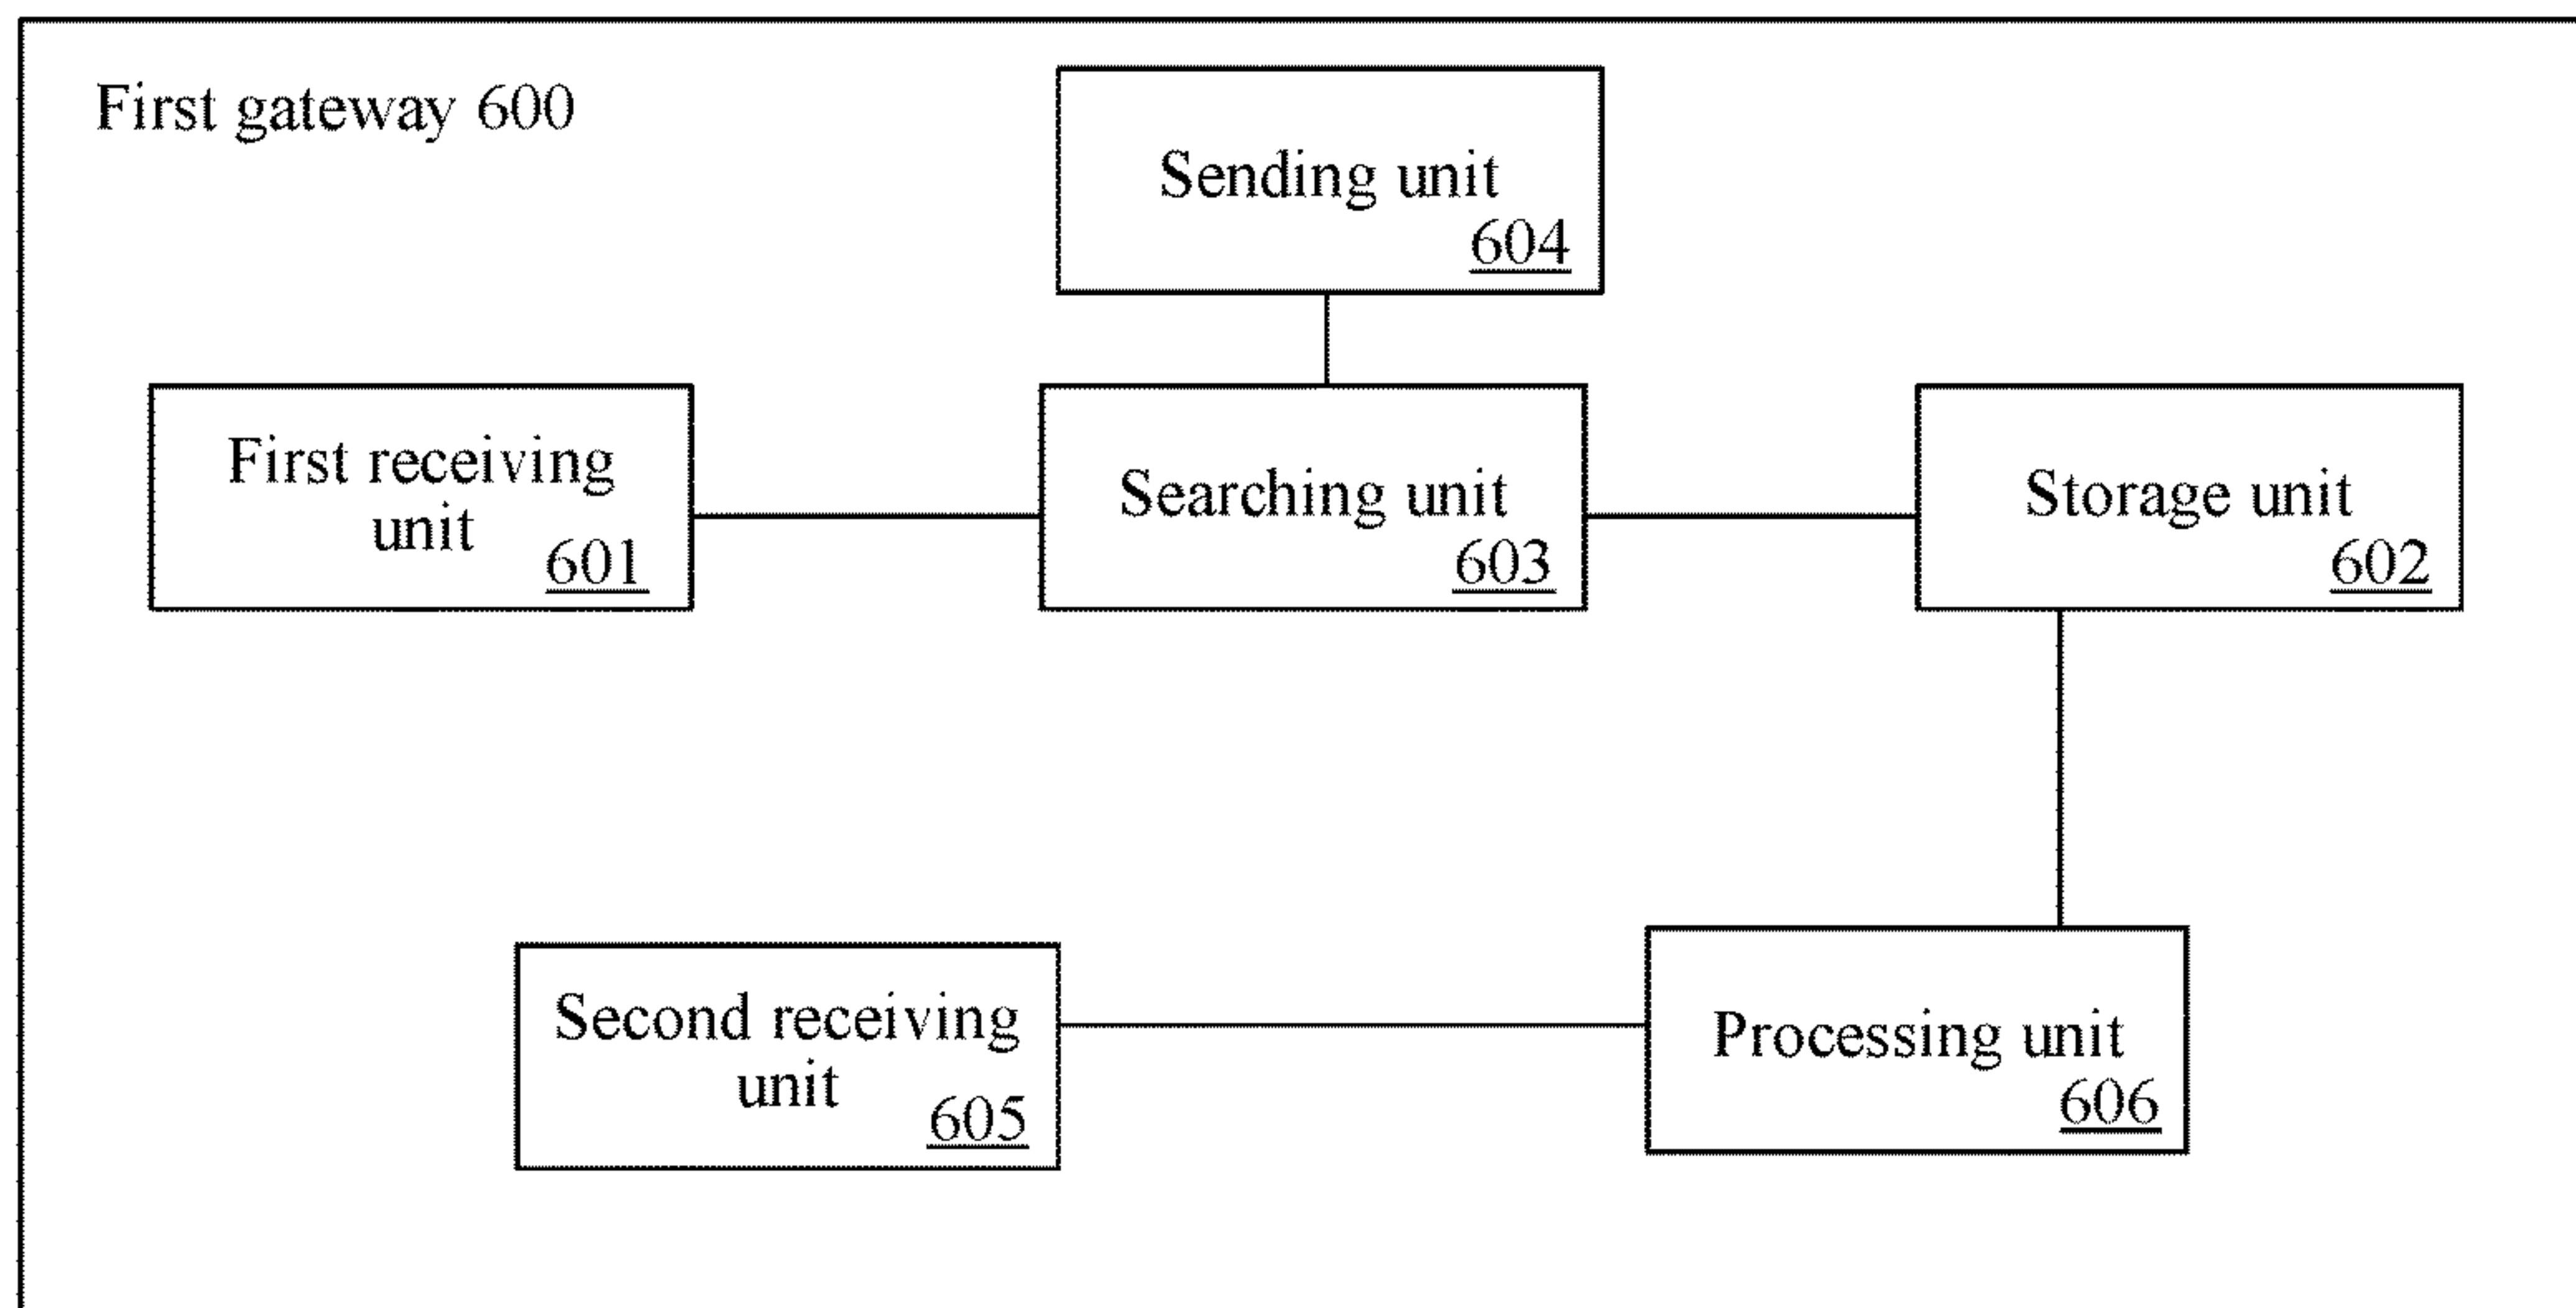 First gateway 600
Sending unit
604
First receiving
unit
601
Searching unit
603
Storage unit
602
Second receiving
unit
605
Processing unit
606